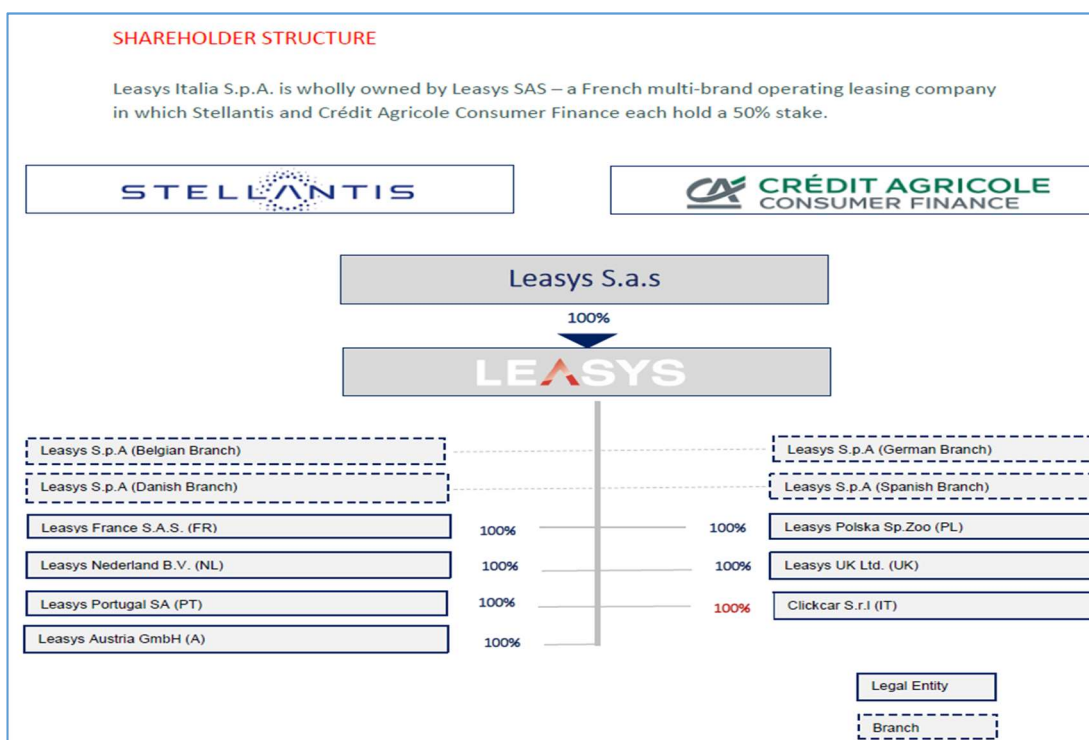 SHAREHOLDER STRUCTURE
Leasys Italia S.p.A. is wholly owned by Leasys SAS – a French multi-brand operating leasing company
in which Stellantis and Crédit Agricole Consumer Finance each hold a 50% stake.
STELLANTIS
CA CRÉDIT AGRICOLE
CONSUMER FINANCE
Leasys S.a.s
100%
LEASYS
Leasys S.p.A (Belgian Branch)
Leasys S.p.A (German Branch)
Leasys S.p.A (Danish Branch)
Leasys S.p.A (Spanish Branch)
Leasys France S.A.S. (FR) 100%
100% Leasys Polska Sp.Zoo (PL)
Leasys Nederland B.V. (NL) 100%
100% Leasys UK Ltd. (UK)
Leasys Portugal SA (PT) 100%
100% Clickcar S.r.l (IT)
Leasys Austria GmbH (A) 100%
Legal Entity
Branch